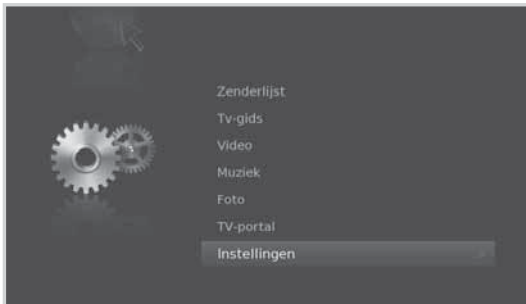 Zenderlijst
Tv-gids
Video
Muziek
Foto
TV-portal
Instellingen